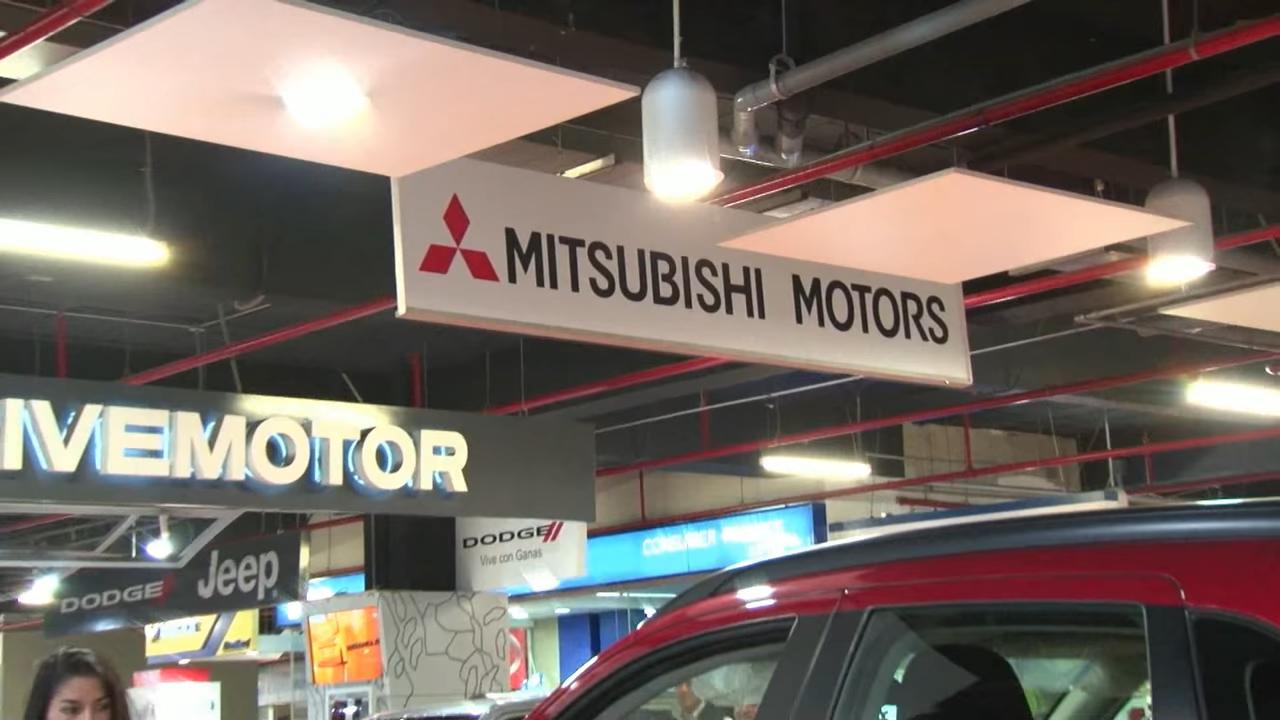 MITSUBISHI MOTORS
IVEMOTOR
DODGE
Vive con Ganas
CONSUMER
DODGE
Jeep